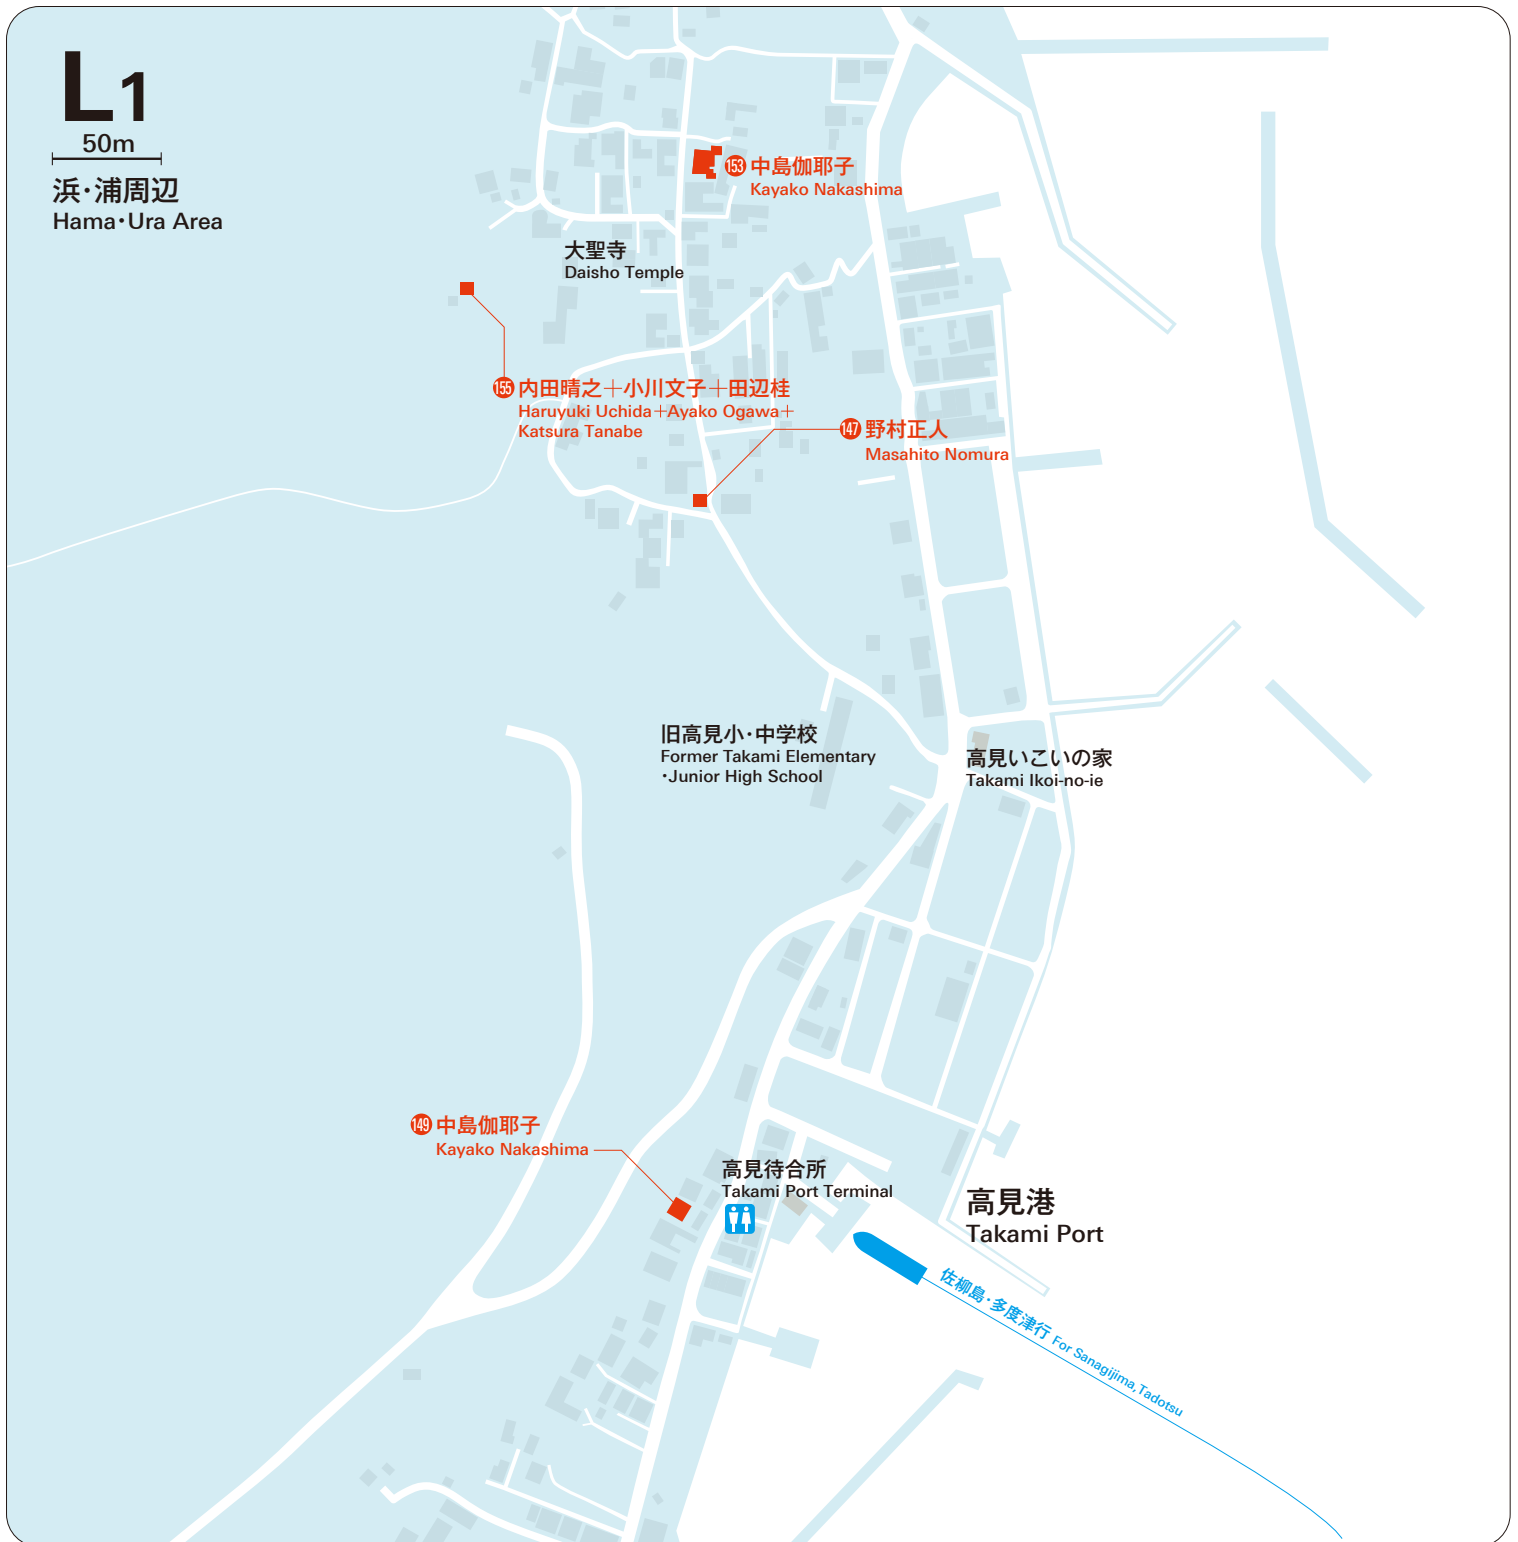 L1
50m
浜・浦周辺
Hama・Ura Area
153 中島伽耶子
Kayako Nakashima
大聖寺
Daisho Temple
155 内田晴之＋小川文子＋田辺桂
Haruyuki Uchida＋Ayako Ogawa＋
Katsura Tanabe
147 野村正人
Masahito Nomura
旧高見小・中学校
Former Takami Elementary
・Junior High School
高見いこいの家
Takami Ikoi-no-ie
149 中島伽耶子
Kayako Nakashima
高見待合所
Takami Port Terminal
高見港
Takami Port
佐柳島・多度津行 For Sanagijima,Tadotsu